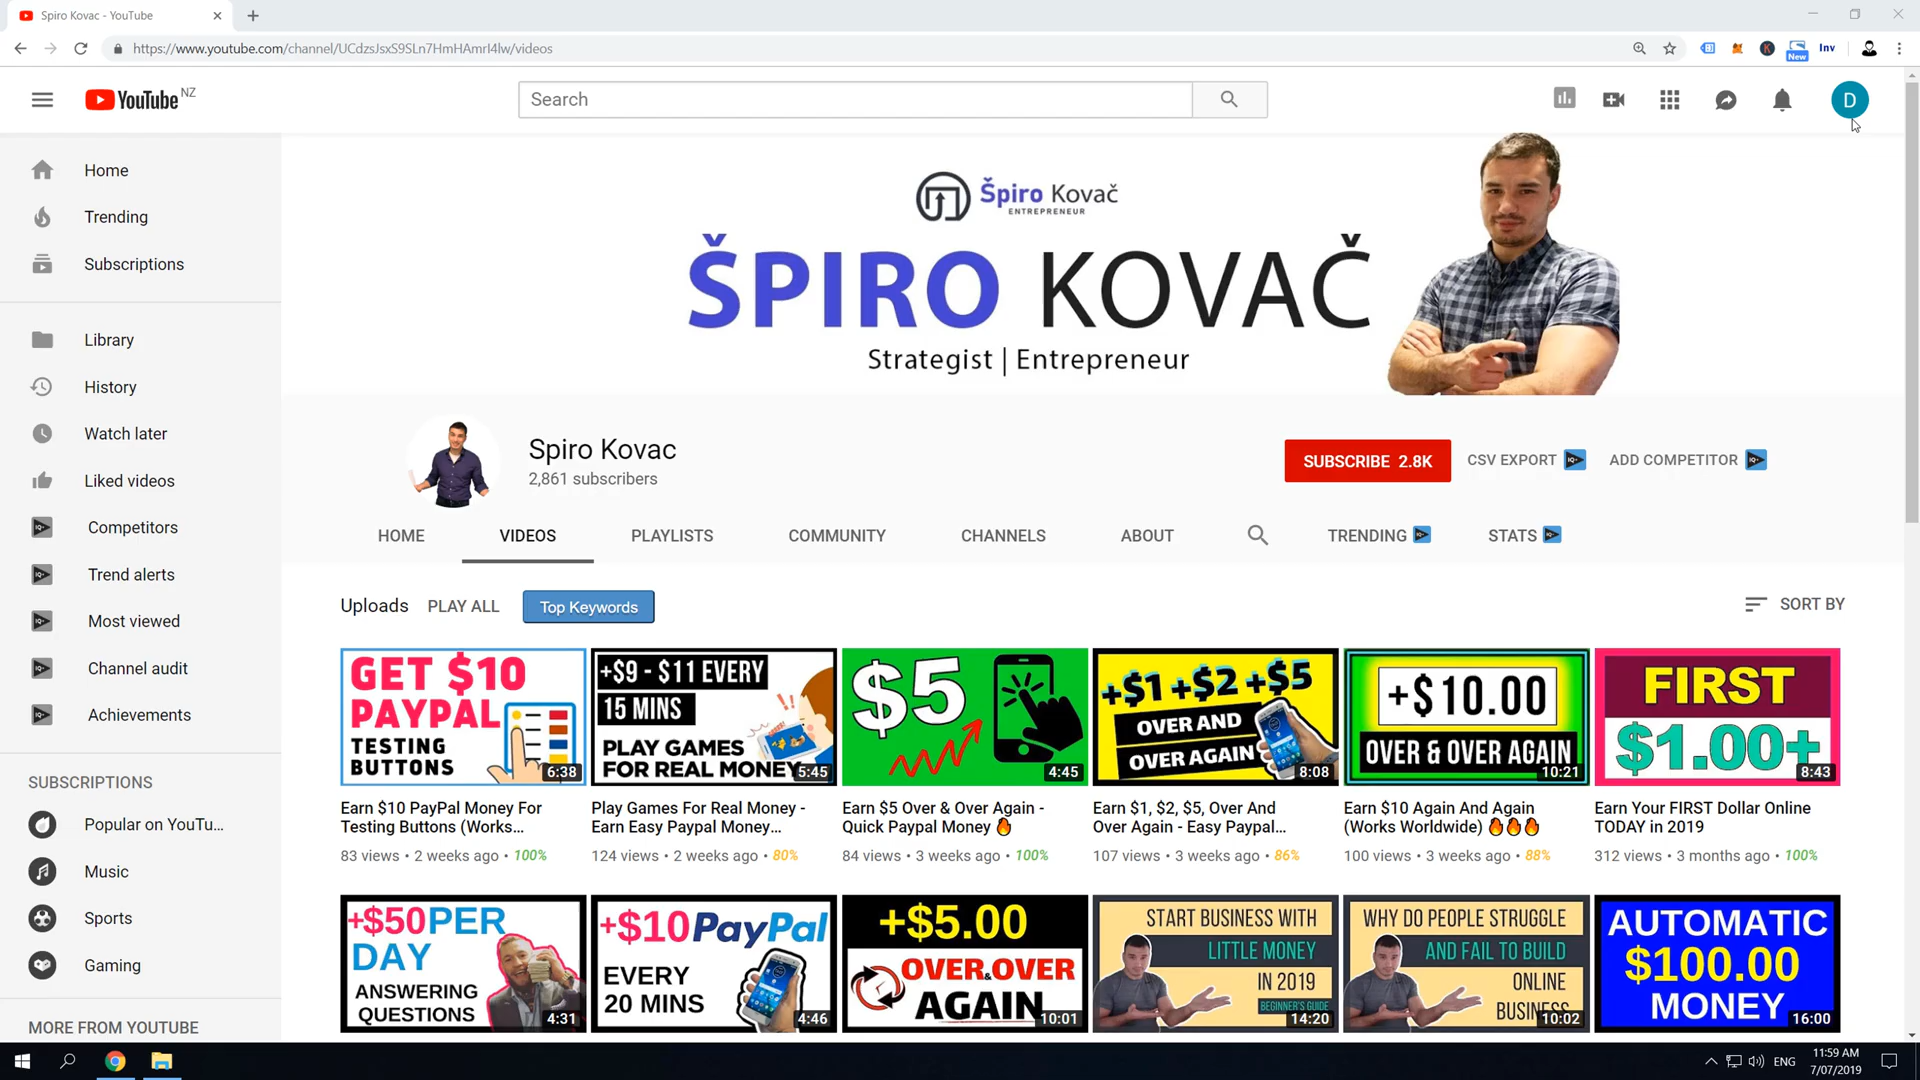 Spiro Kovac - YouTube
https://www.youtube.com/channel/UCdzsJsxS9SLn7HmHAmrI4lw/videos
New
Inv
YouTube NZ
Search
D
Home
Trending
Subscriptions
Library
History
Watch later
Liked videos
Competitors
Trend alerts
Most viewed
Channel audit
Achievements
SUBSCRIPTIONS
Popular on YouTu...
Music
Sports
Gaming
MORE FROM YOUTUBE
Špiro Kovač
ENTREPRENEUR
ŠPIRO KOVAČ
Strategist | Entrepreneur
Spiro Kovac
2,861 subscribers
SUBSCRIBE 2.8K
CSV EXPORT
ADD COMPETITOR
HOME
VIDEOS
PLAYLISTS
COMMUNITY
CHANNELS
ABOUT
TRENDING
STATS
Uploads
PLAY ALL
Top Keywords
SORT BY
GET $10
PAYPAL
TESTING
BUTTONS
6:38
Earn $10 PayPal Money For
Testing Buttons (Works...
83 views • 2 weeks ago • 100%
+$9 - $11 EVERY
15 MINS
PLAY GAMES
FOR REAL MONEY
5:45
Play Games For Real Money -
Earn Easy Paypal Money...
124 views • 2 weeks ago • 80%
$5
4:45
Earn $5 Over & Over Again -
Quick Paypal Money 🔥
84 views • 3 weeks ago • 100%
+$1 +$2 +$5
OVER AND
OVER AGAIN
8:08
Earn $1, $2, $5, Over And
Over Again - Easy Paypal...
107 views • 3 weeks ago • 86%
+$10.00
OVER & OVER AGAIN
10:21
Earn $10 Again And Again
(Works Worldwide) 🔥🔥🔥
100 views • 3 weeks ago • 88%
FIRST
$1.00+
8:43
Earn Your FIRST Dollar Online
TODAY in 2019
312 views • 3 months ago • 100%
+$50PER
DAY
ANSWERING
QUESTIONS
4:31
+$10PayPal
EVERY
20 MINS
4:46
+$5.00
OVER&OVER
AGAIN
10:01
START BUSINESS WITH
LITTLE MONEY
IN 2019
BEGINNER'S GUIDE
14:20
WHY DO PEOPLE STRUGGLE
AND FAIL TO BUILD
ONLINE
BUSINESS
10:02
AUTOMATIC
$100.00
MONEY
16:00
ENG
11:59 AM
7/07/2019